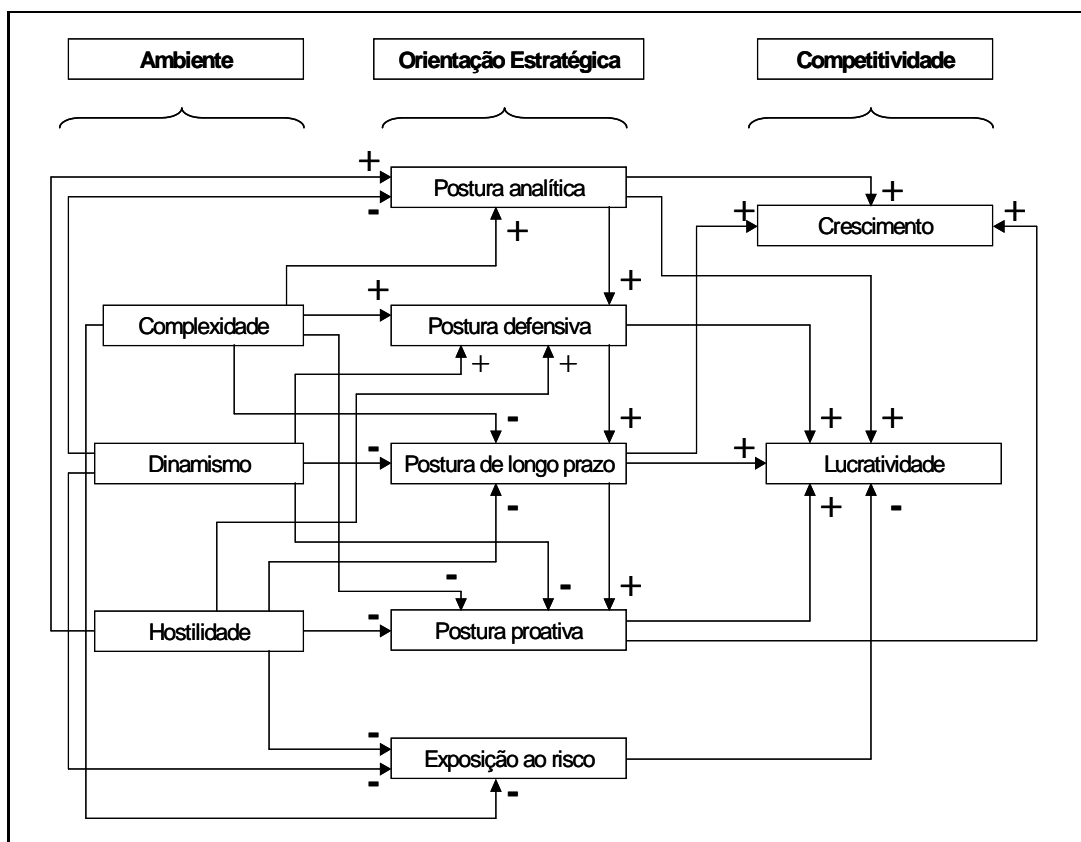 Ambiente
Orientação Estratégica
Competitividade
+
-
Postura analítica
+
+
+
+
Crescimento
+
+
+
Complexidade
Postura defensiva
+
+
-
+
+
+
-
+
Dinamismo
Postura de longo prazo
Lucratividade
-
+
-
-
-
+
-
Hostilidade
Postura proativa
-
Exposição ao risco
-
-